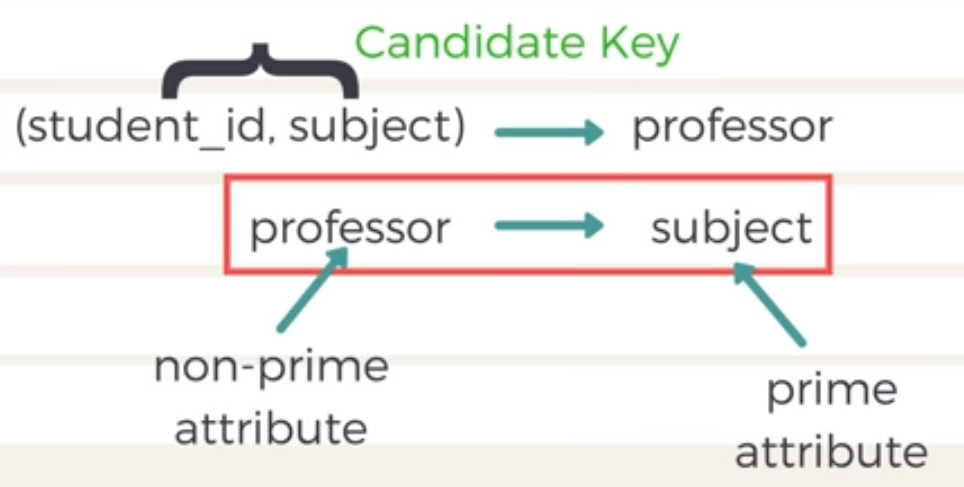 Candidate Key
(student_id, subject) professor
professor subject
non-prime
attribute
prime
attribute